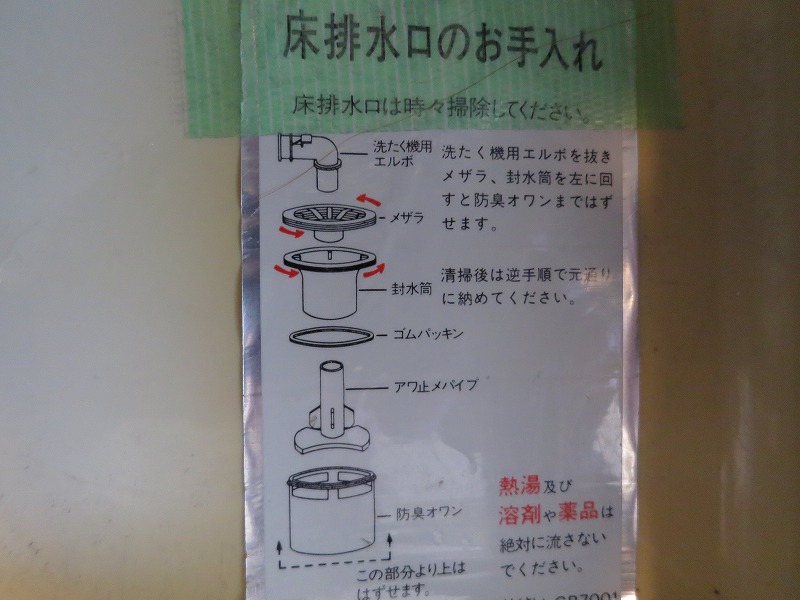 床排水口のお手入れ
床排水口は時々掃除してください。
洗たく機用
エルボ
洗たく機用エルボを抜き
メザラ、封水筒を左に回
すと防臭オワンまではず
せます。
メザラ
清掃後は逆手順で元通り
に納めてください。
封水筒
ゴムパッキン
アワ止メパイプ
熱湯及び
溶剤や薬品は
絶対に流さない
でください。
防臭オワン
この部分より上は
はずせます。